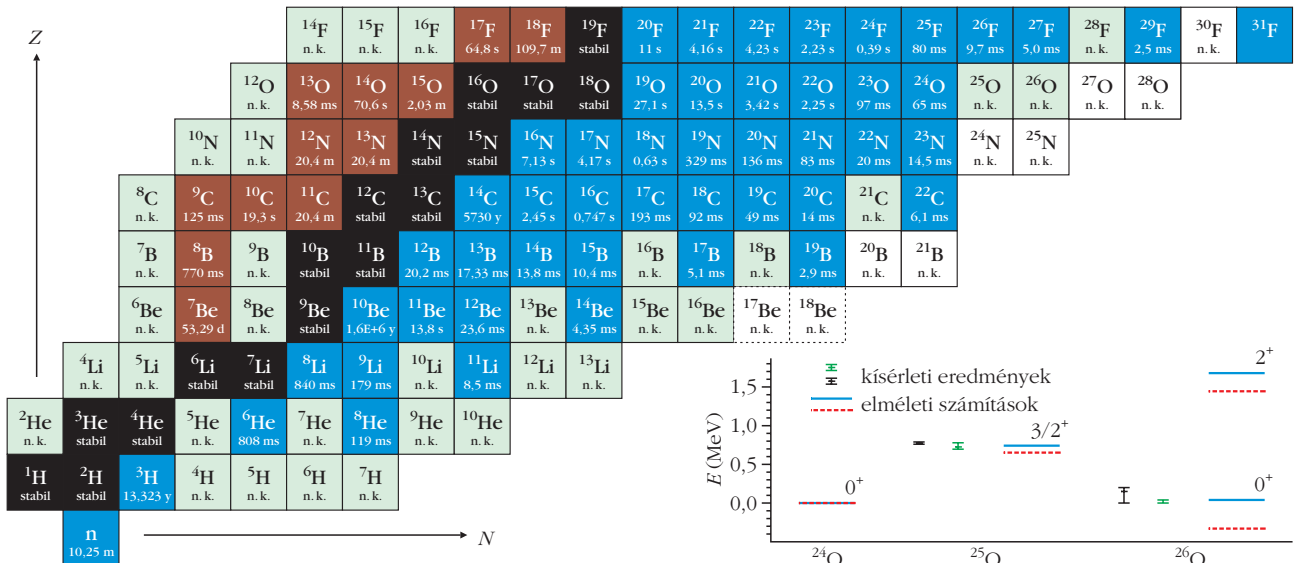 Z
¹⁴F ¹⁵F ¹⁶F ¹⁷F ¹⁸F ¹⁹F ²⁰F ²¹F ²²F ²³F ²⁴F ²⁵F ²⁶F ²⁷F ²⁸F ²⁹F ³⁰F ³¹F
n. k. n. k. n. k. 64,8 s 109,7 m stabil 11 s 4,16 s 4,23 s 2,23 s 0,39 s 80 ms 9,7 ms 5,0 ms n. k. 2,5 ms n. k.
¹²O ¹³O ¹⁴O ¹⁵O ¹⁶O ¹⁷O ¹⁸O ¹⁹O ²⁰O ²¹O ²²O ²³O ²⁴O ²⁵O ²⁶O ²⁷O ²⁸O
n. k. 8,58 ms 70,6 s 2,03 m stabil stabil stabil 27,1 s 13,5 s 3,42 s 2,25 s 97 ms 65 ms n. k. n. k. n. k. n. k.
¹⁰N ¹¹N ¹²N ¹³N ¹⁴N ¹⁵N ¹⁶N ¹⁷N ¹⁸N ¹⁹N ²⁰N ²¹N ²²N ²³N ²⁴N ²⁵N
n. k. n. k. 20,4 m 20,4 m stabil stabil 7,13 s 4,17 s 0,63 s 329 ms 136 ms 83 ms 20 ms 14,5 ms n. k. n. k.
⁸C ⁹C ¹⁰C ¹¹C ¹²C ¹³C ¹⁴C ¹⁵C ¹⁶C ¹⁷C ¹⁸C ¹⁹C ²⁰C ²¹C ²²C
n. k. 125 ms 19,3 s 20,4 m stabil stabil 5730 y 2,45 s 0,747 s 193 ms 92 ms 49 ms 14 ms n. k. 6,1 ms
⁷B ⁸B ⁹B ¹⁰B ¹¹B ¹²B ¹³B ¹⁴B ¹⁵B ¹⁶B ¹⁷B ¹⁸B ¹⁹B ²⁰B ²¹B
n. k. 770 ms n. k. stabil stabil 20,2 ms 17,33 ms 13,8 ms 10,4 ms n. k. 5,1 ms n. k. 2,9 ms n. k. n. k.
⁶Be ⁷Be ⁸Be ⁹Be ¹⁰Be ¹¹Be ¹²Be ¹³Be ¹⁴Be ¹⁵Be ¹⁶Be ¹⁷Be ¹⁸Be
n. k. 53,29 d n. k. stabil 1,6E+6 y 13,8 s 23,6 ms n. k. 4,35 ms n. k. n. k. n. k. n. k.
⁴Li ⁵Li ⁶Li ⁷Li ⁸Li ⁹Li ¹⁰Li ¹¹Li ¹²Li ¹³Li
n. k. n. k. stabil stabil 840 ms 179 ms n. k. 8,5 ms n. k. n. k.
²He ³He ⁴He ⁵He ⁶He ⁷He ⁸He ⁹He ¹⁰He
n. k. stabil stabil n. k. 808 ms n. k. 119 ms n. k. n. k.
¹H ²H ³H ⁴H ⁵H ⁶H ⁷H
stabil stabil 13,323 y n. k. n. k. n. k. n. k.
n
10,25 m
N
E (MeV)
1,5
1,0
0,5
0,0
kísérleti eredmények
elméleti számítások
2⁺
3/2⁺
0⁺ 0⁺
²⁴O ²⁵O ²⁶O